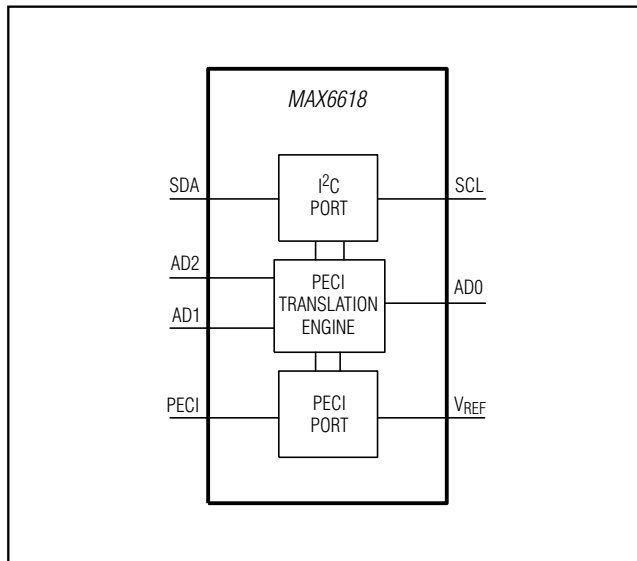 MAX6618
SDA
I²C
PORT
SCL
AD2
PECI
TRANSLATION
ENGINE
AD0
AD1
PECI
PECI
PORT
VREF